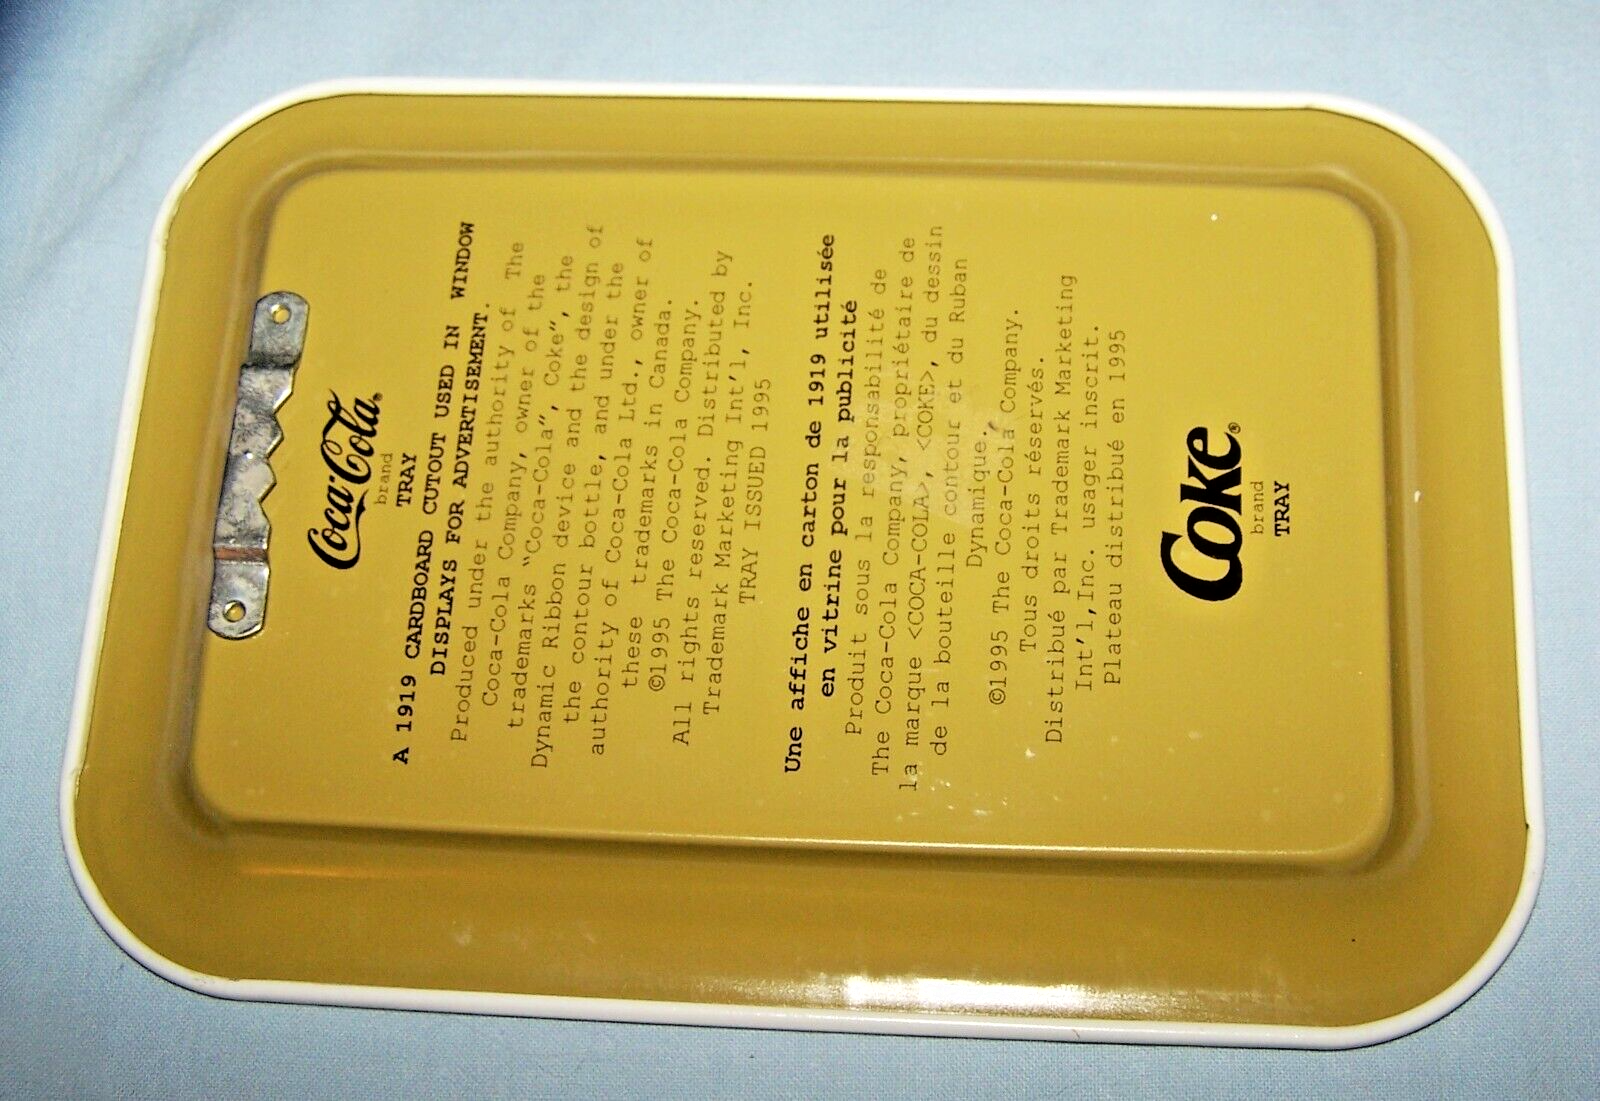 Coca-Cola®
brand
TRAY
A 1919 CARDBOARD CUTOUT USED IN WINDOW
DISPLAYS FOR ADVERTISEMENT.
Produced under the authority of The
Coca-Cola Company, owner of the
trademarks "Coca-Cola", Coke", the
Dynamic Ribbon device and the design of
the contour bottle, and under the
authority of Coca-Cola Ltd., owner of
these trademarks in Canada.
©1995 The Coca-Cola Company.
All rights reserved. Distributed by
Trademark Marketing Int'l, Inc.
TRAY ISSUED 1995
Une affiche en carton de 1919 utilisée
en vitrine pour la publicité
Produit sous la responsabilité de
The Coca-Cola Company, propriétaire de
la marque <COCA-COLA>, <COKE>, du dessin
de la bouteille contour et du Ruban
Dynamique.
©1995 The Coca-Cola Company.
Tous droits réservés.
Distribué par Trademark Marketing
Int'l,Inc. usager inscrit.
Plateau distribué en 1995
Coke®
brand
TRAY